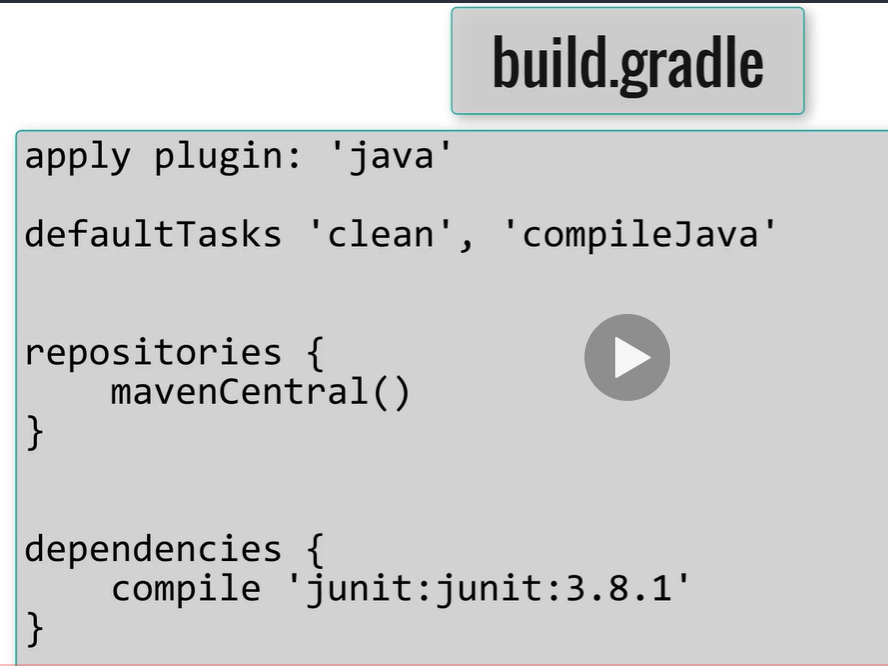 build.gradle
apply plugin: 'java'
defaultTasks 'clean', 'compileJava'
repositories {
    mavenCentral()
}
dependencies {
    compile 'junit:junit:3.8.1'
}